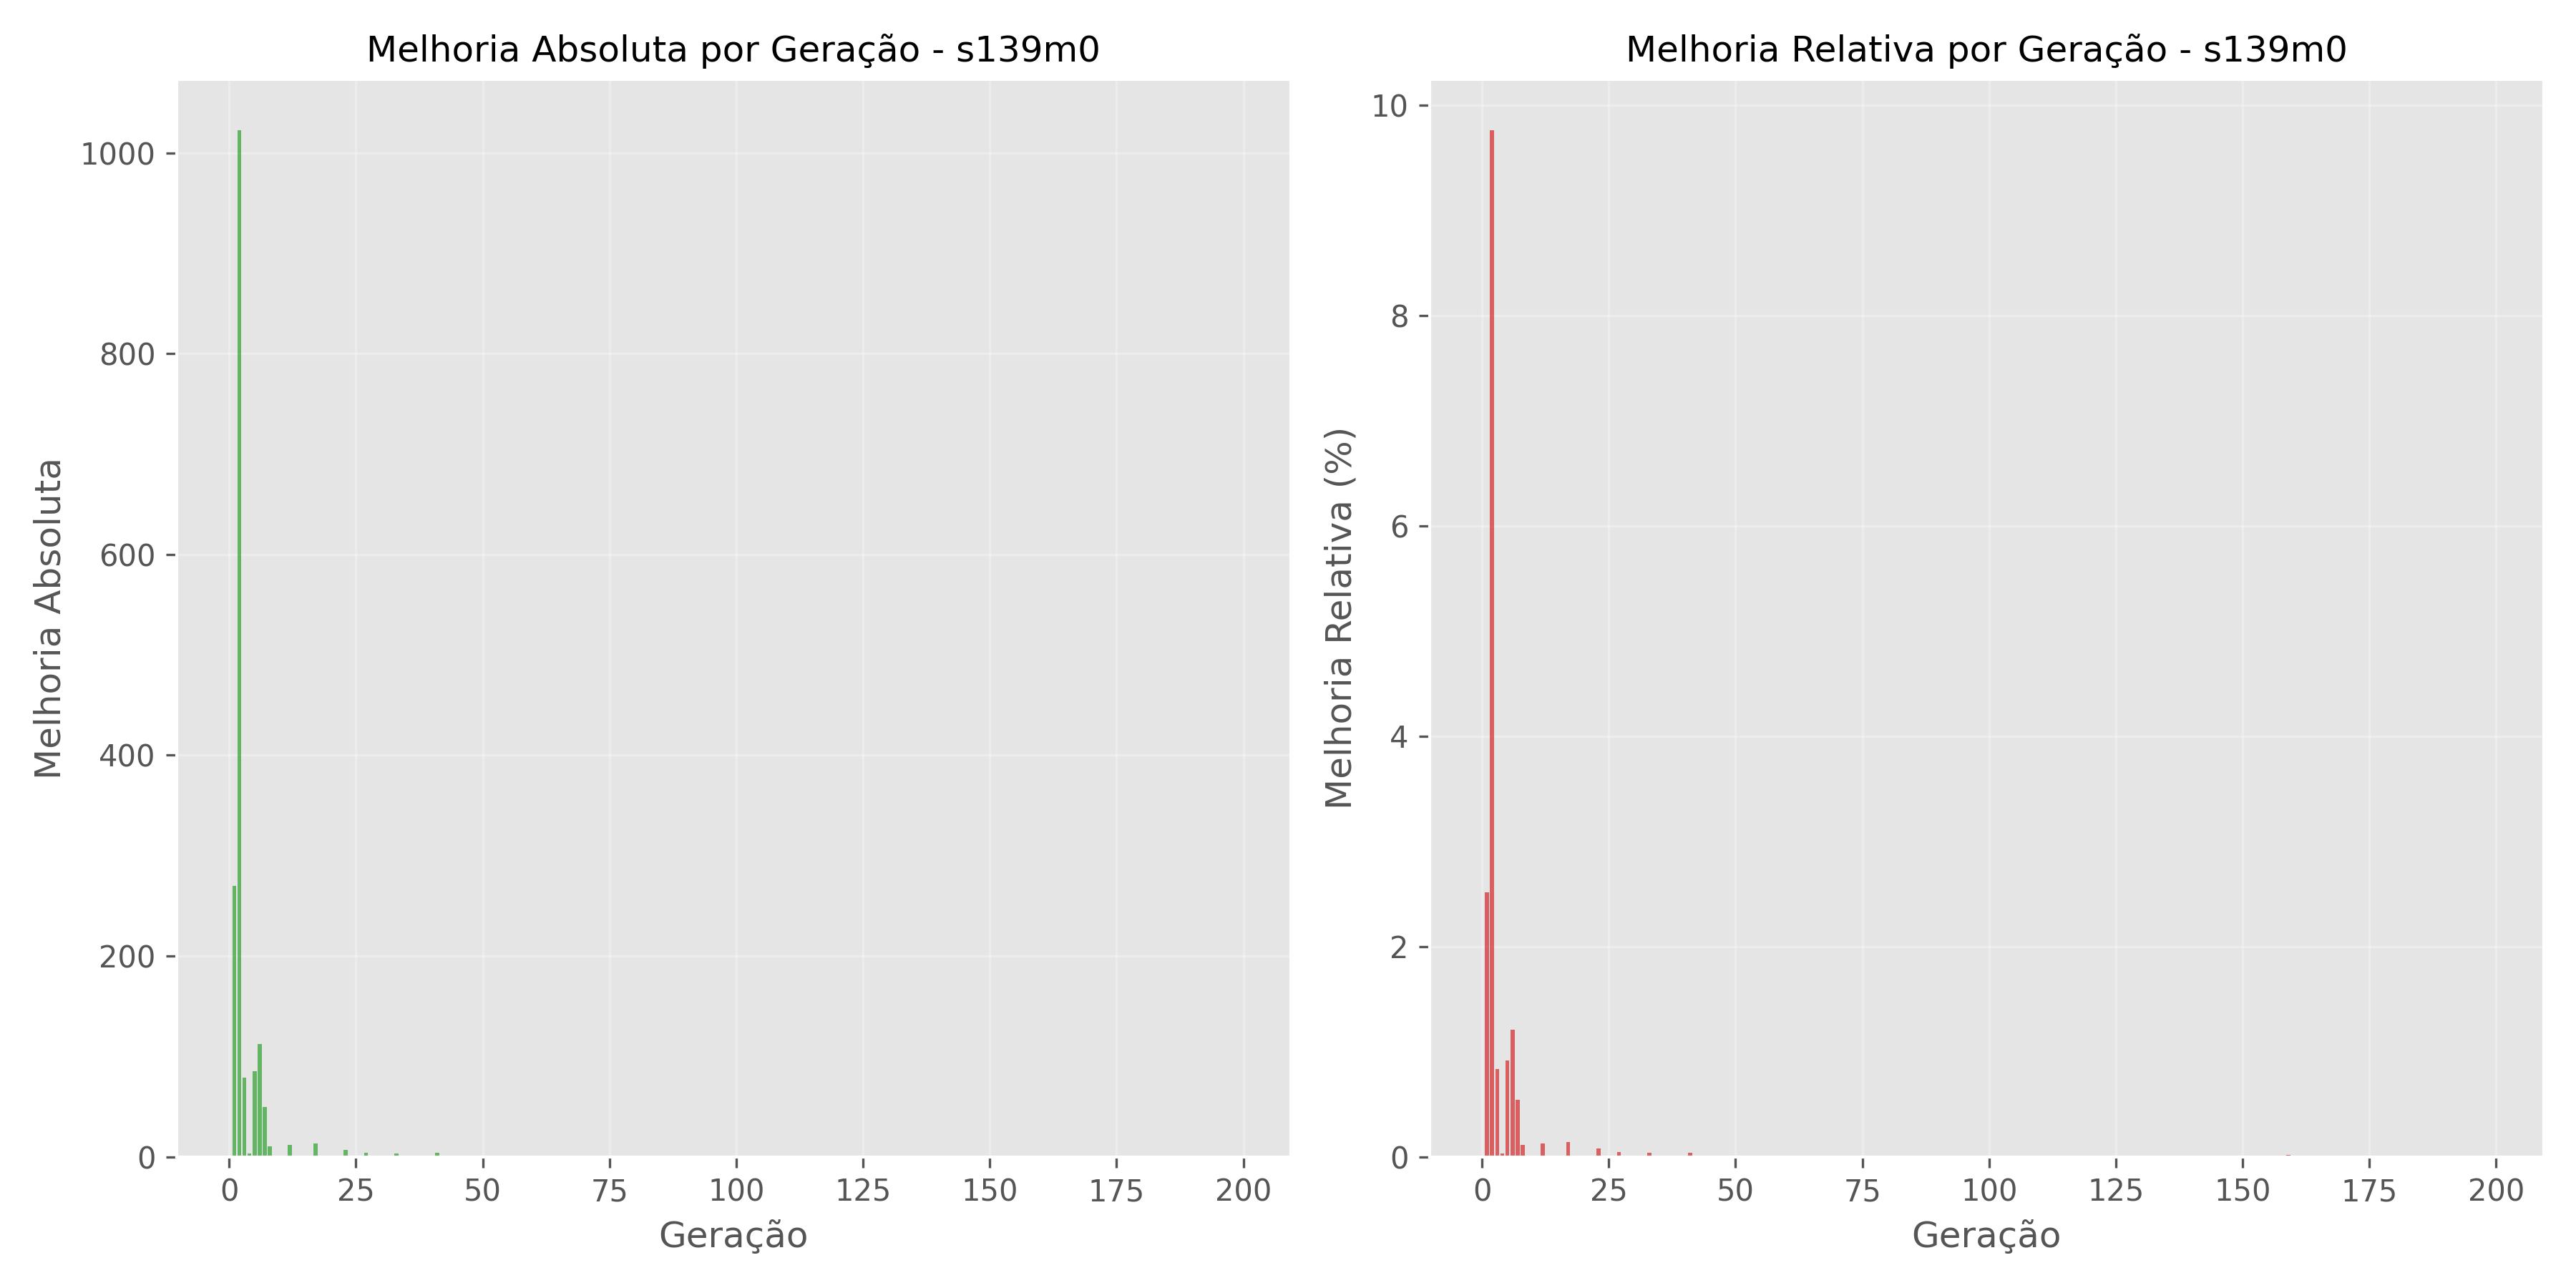 Melhoria Absoluta por Geração - s139m0
Melhoria Absoluta
1000
800
600
400
200
0
0 25 50 75 100 125 150 175 200
Geração
Melhoria Relativa por Geração - s139m0
Melhoria Relativa (%)
10
8
6
4
2
0
0 25 50 75 100 125 150 175 200
Geração